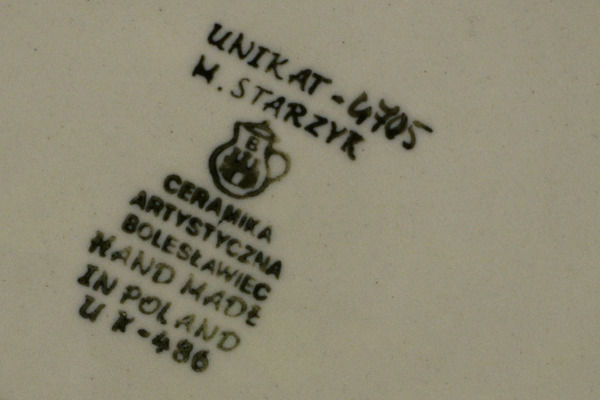 UNIKAT-4705
M. STARZYK
B
CERAMIKA
ARTYSTYCZNA
BOLESŁAWIEC
HAND MADE
IN POLAND
U X-486